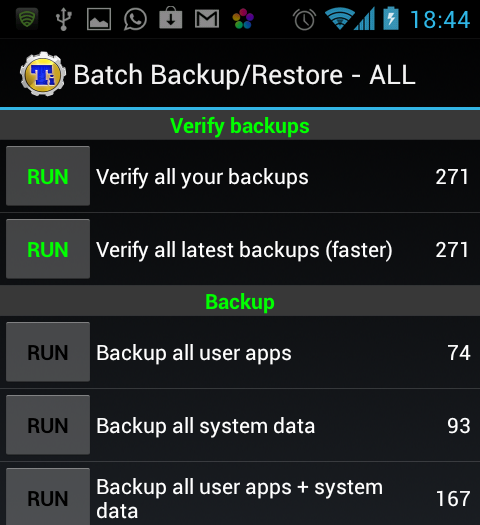 18:44
Ti
Batch Backup/Restore - ALL
Verify backups
RUN Verify all your backups 271
RUN Verify all latest backups (faster) 271
Backup
RUN Backup all user apps 74
RUN Backup all system data 93
RUN Backup all user apps + system
data 167